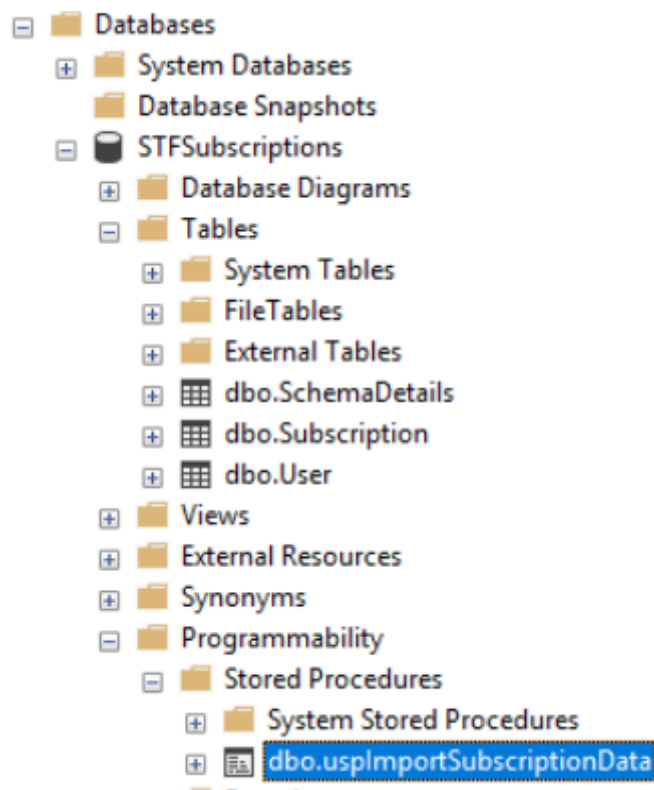 Databases
System Databases
Database Snapshots
STFSubscriptions
Database Diagrams
Tables
System Tables
FileTables
External Tables
dbo.SchemaDetails
dbo.Subscription
dbo.User
Views
External Resources
Synonyms
Programmability
Stored Procedures
System Stored Procedures
dbo.uspImportSubscriptionData